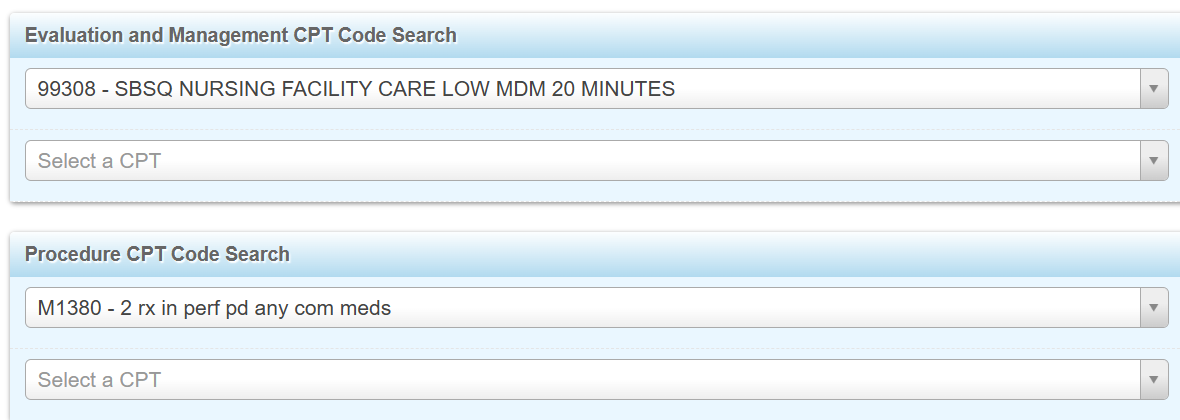 Evaluation and Management CPT Code Search
99308 - SBSQ NURSING FACILITY CARE LOW MDM 20 MINUTES
Select a CPT
Procedure CPT Code Search
M1380 - 2 rx in perf pd any com meds
Select a CPT